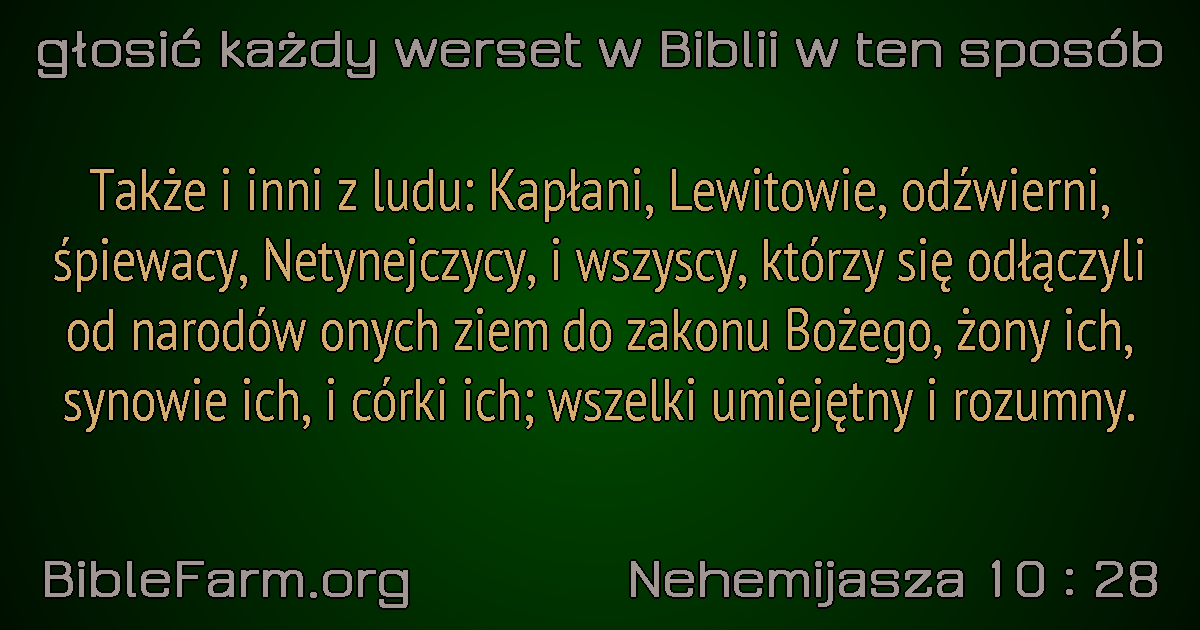 głosić każdy werset w Biblii w ten sposób
Także i inni z ludu: Kapłani, Lewitowie, odźwierni,
śpiewacy, Netynejczycy, i wszyscy, którzy się odłączyli
od narodów onych ziem do zakonu Bożego, żony ich,
synowie ich, i córki ich; wszelki umiejętny i rozumny.
BibleFarm.org
Nehemijasza 10 : 28